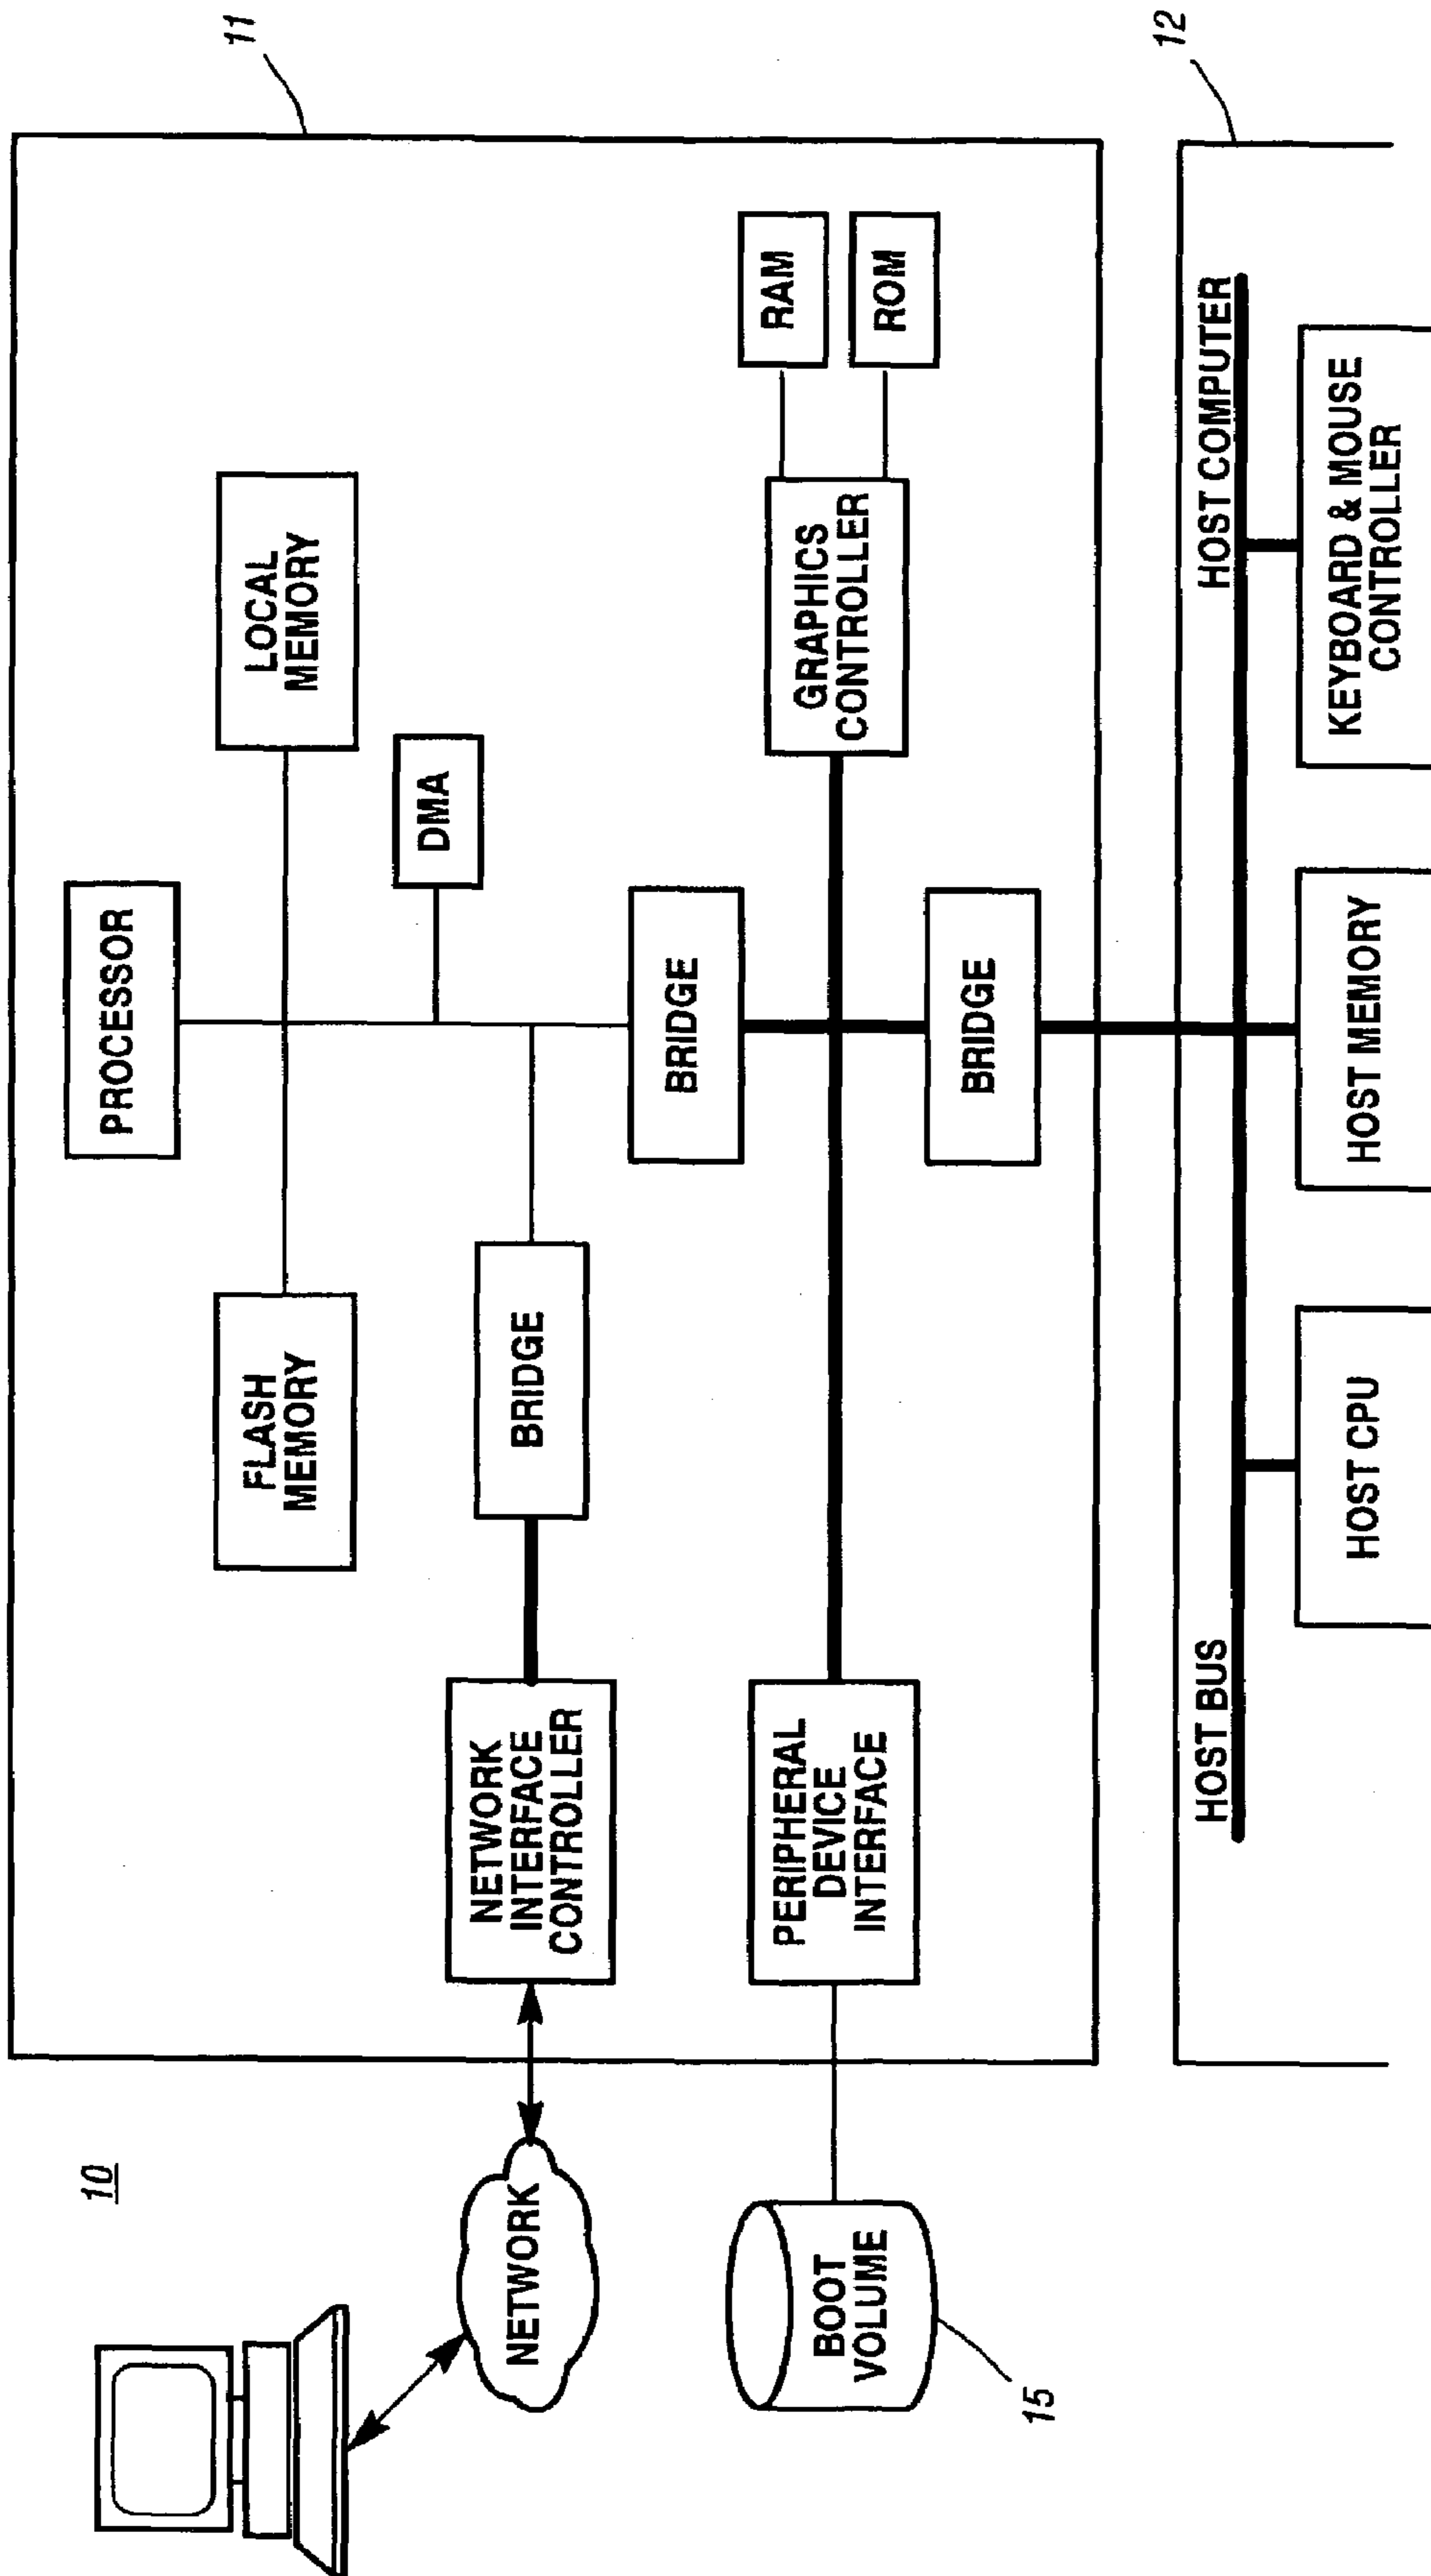 10
11
PROCESSOR
FLASH
MEMORY
LOCAL
MEMORY
DMA
BRIDGE
NETWORK
INTERFACE
CONTROLLER
NETWORK
BRIDGE
RAM
ROM
GRAPHICS
CONTROLLER
PERIPHERAL
DEVICE
INTERFACE
BOOT
VOLUME
15
BRIDGE
12
HOST BUS
HOST COMPUTER
HOST CPU
HOST MEMORY
KEYBOARD & MOUSE
CONTROLLER